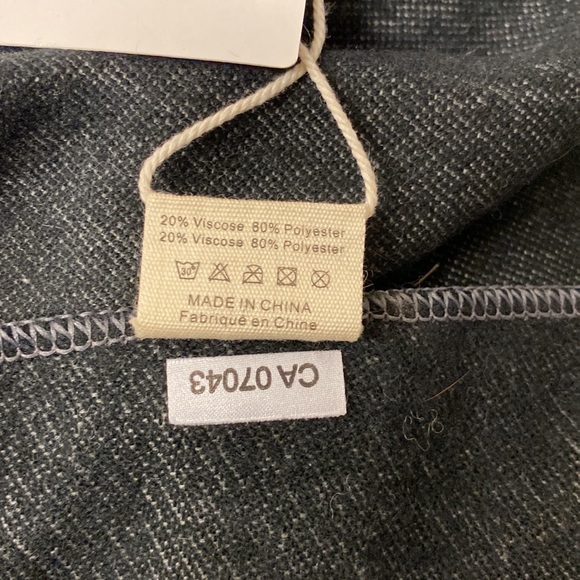 20% Viscose 80% Polyester
20% Viscose 80% Polyester
30°
MADE IN CHINA
Fabriqué en Chine
CA 07043